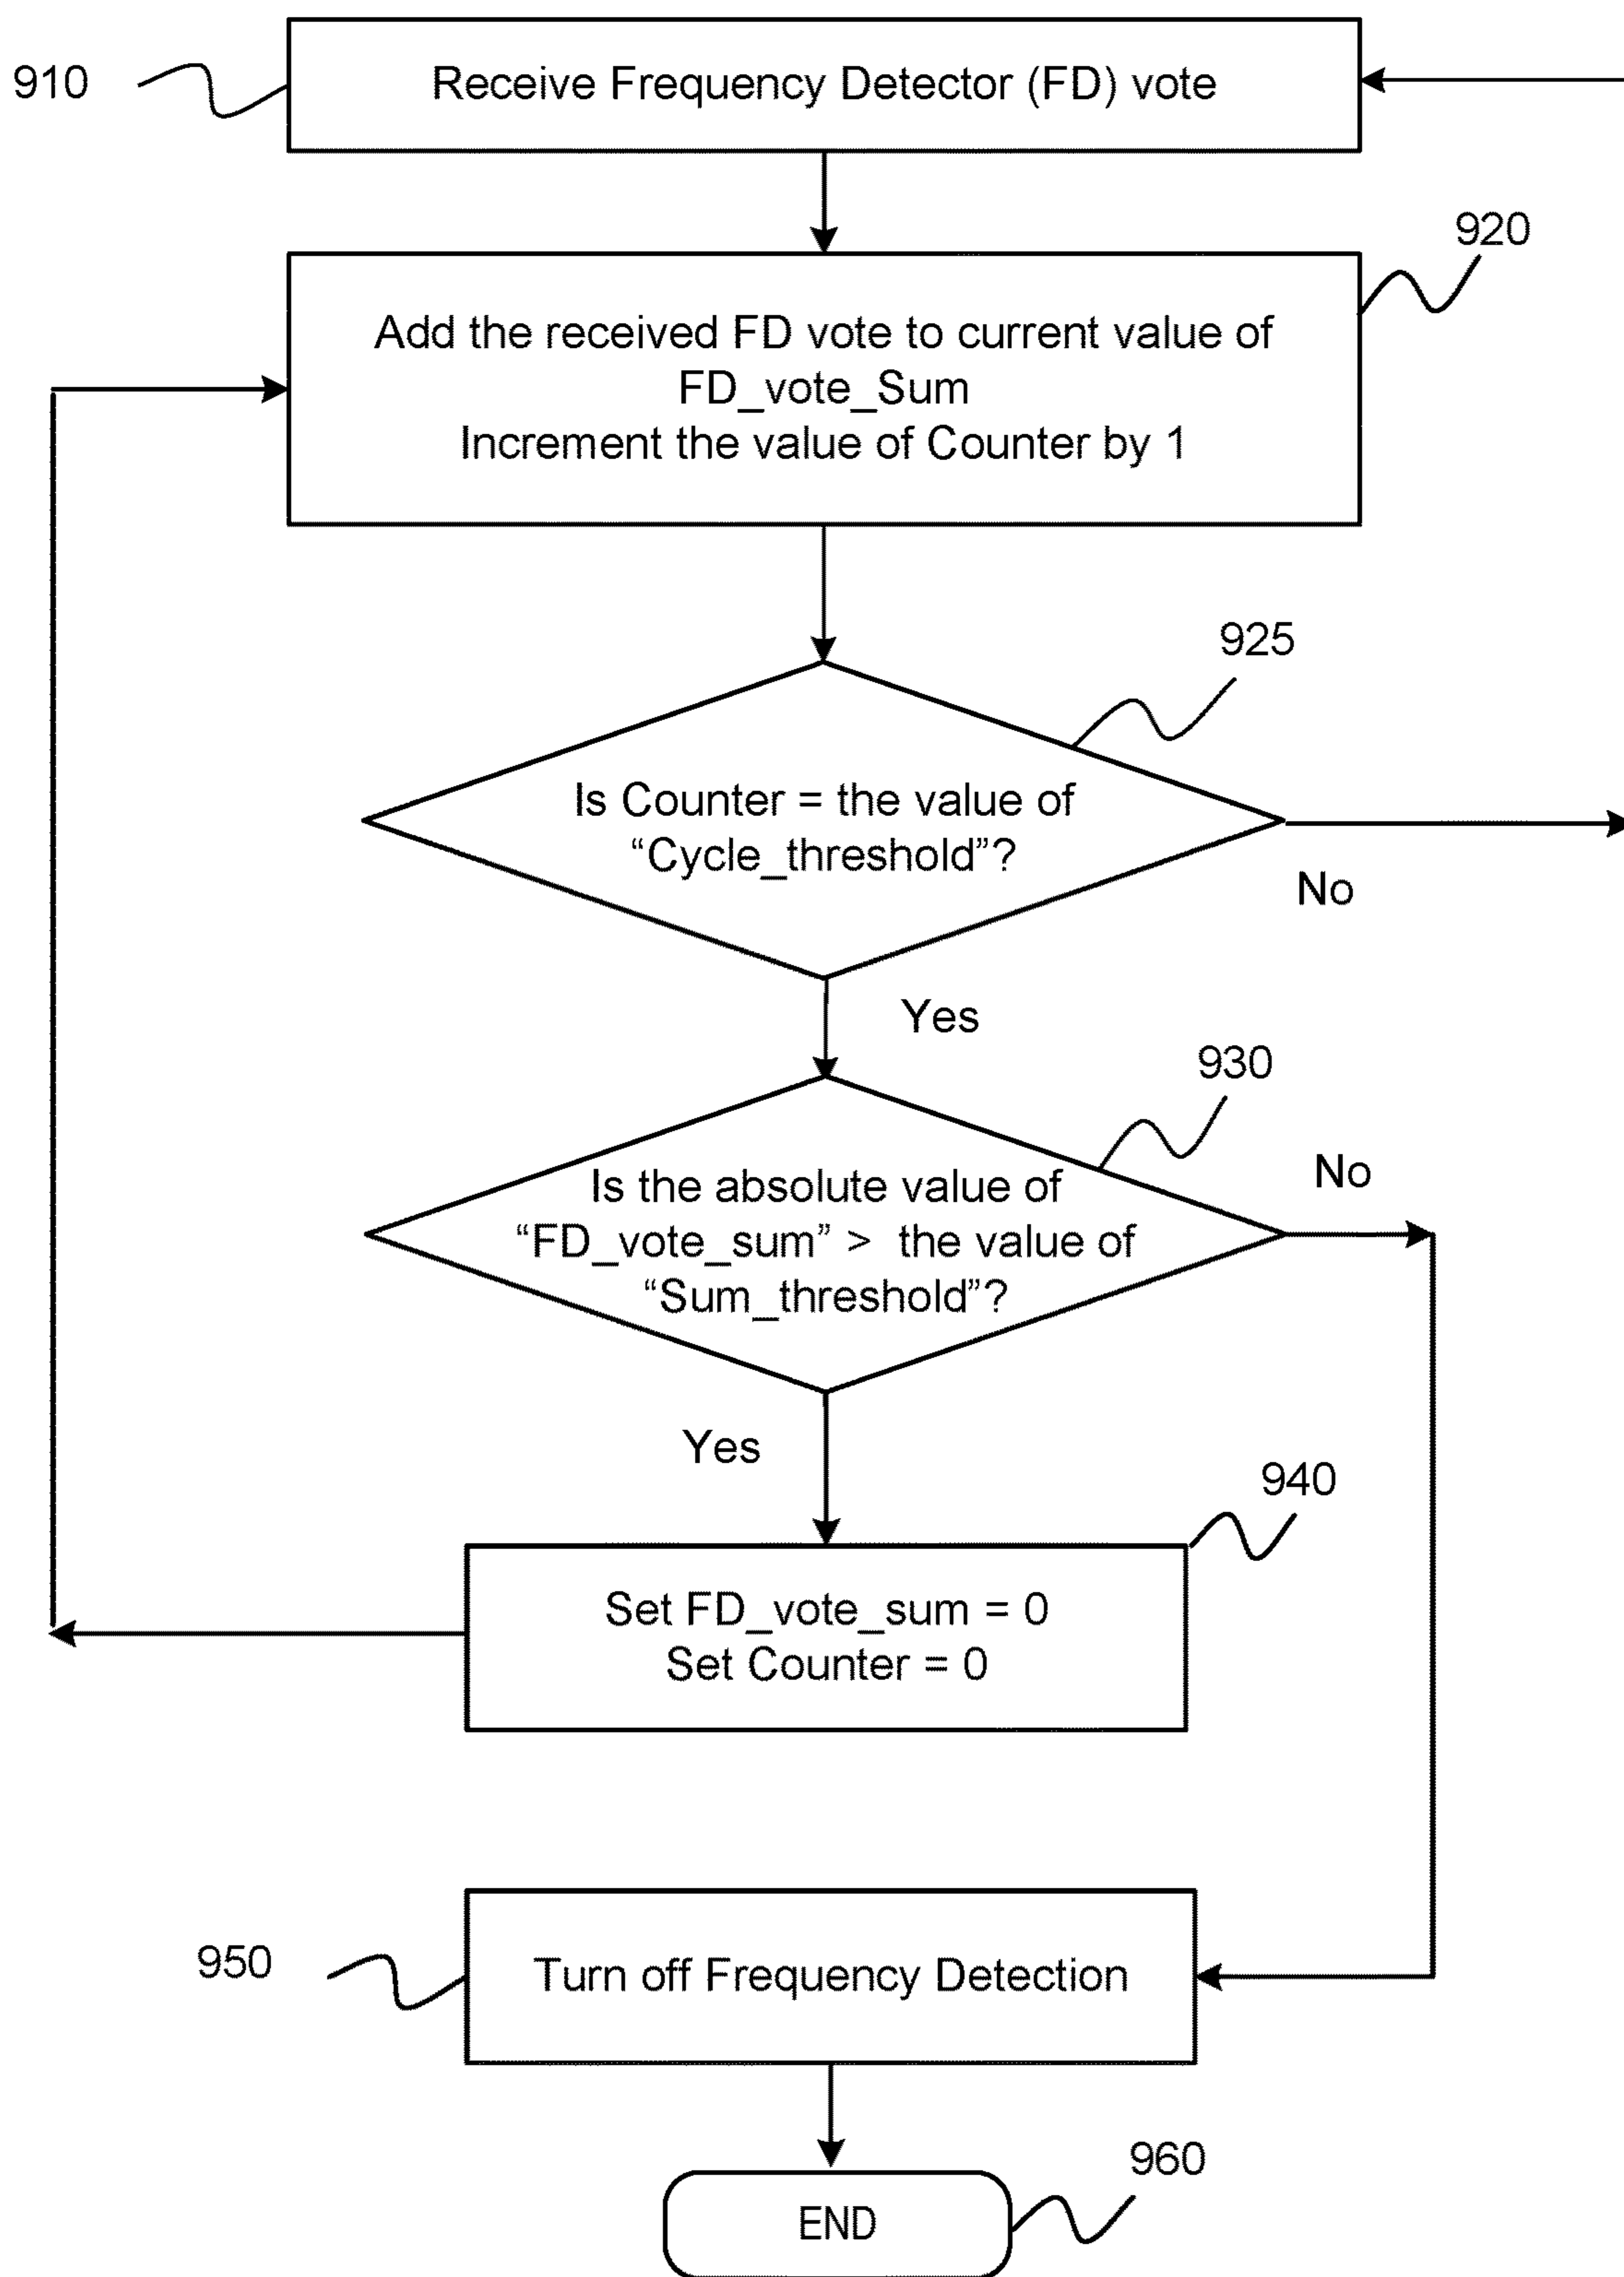 910
Receive Frequency Detector (FD) vote
920
Add the received FD vote to current value of
FD_vote_Sum
Increment the value of Counter by 1
925
Is Counter = the value of
“Cycle_threshold”?
No
Yes
930
Is the absolute value of
“FD_vote_sum” > the value of
“Sum_threshold”?
No
Yes
940
Set FD_vote_sum = 0
Set Counter = 0
950
Turn off Frequency Detection
960
END